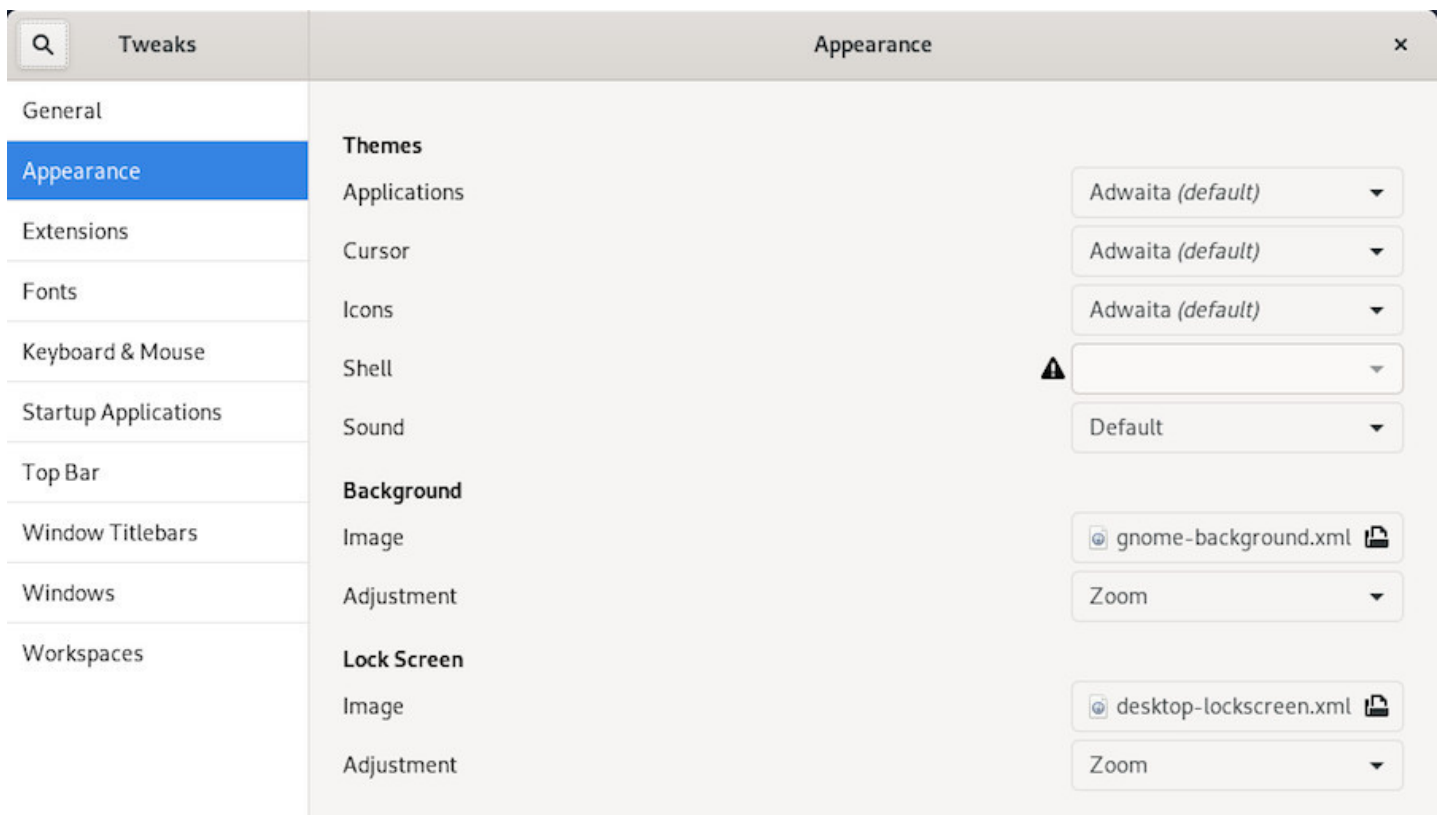 Tweaks
Appearance
General
Appearance
Extensions
Fonts
Keyboard & Mouse
Startup Applications
Top Bar
Window Titlebars
Windows
Workspaces
Themes
Applications Adwaita (default)
Cursor Adwaita (default)
Icons Adwaita (default)
Shell
Sound Default
Background
Image gnome-background.xml
Adjustment Zoom
Lock Screen
Image desktop-lockscreen.xml
Adjustment Zoom